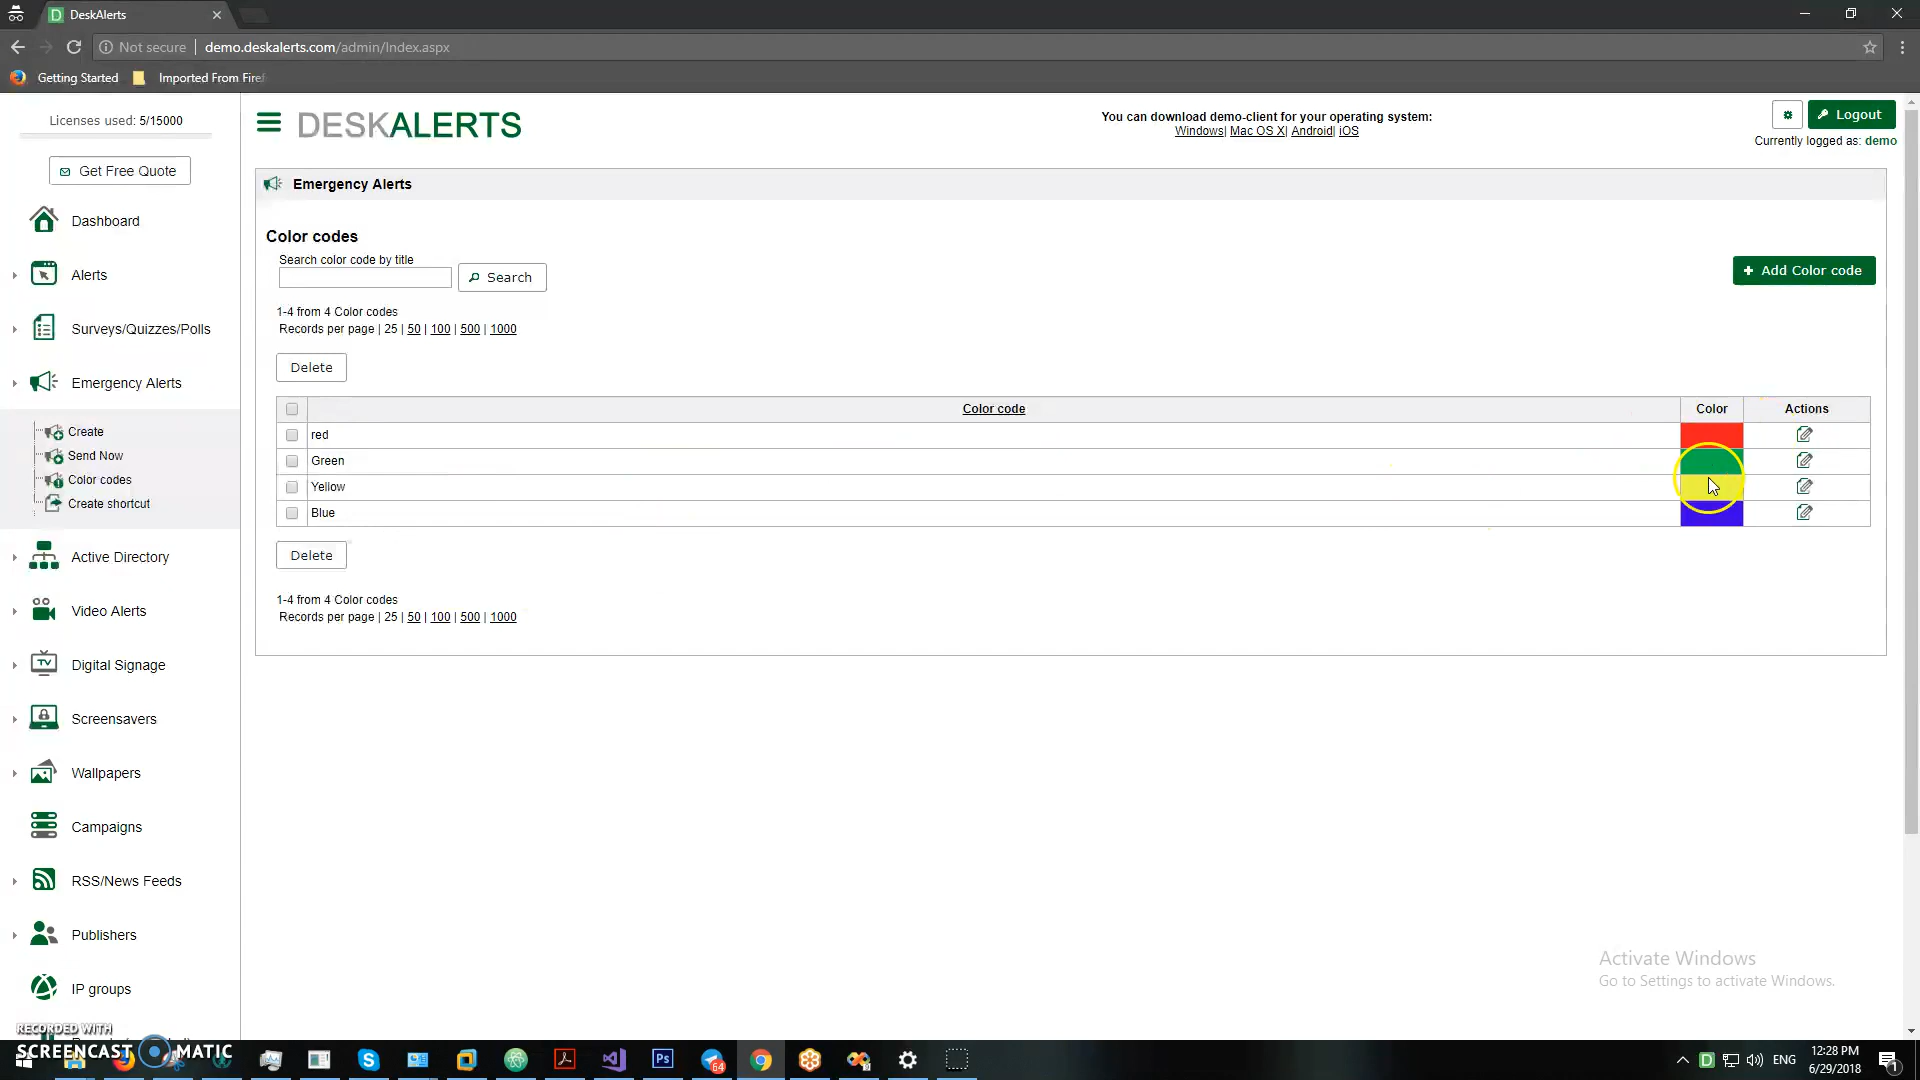 DeskAlerts
Not secure
demo.deskalerts.com/admin/Index.aspx
Getting Started
Imported From Firef
Licenses used: 5/15000
Get Free Quote
Dashboard
Alerts
Surveys/Quizzes/Polls
Emergency Alerts
Create
Send Now
Color codes
Create shortcut
Active Directory
Video Alerts
TV
Digital Signage
Screensavers
Wallpapers
Campaigns
RSS/News Feeds
Publishers
IP groups
DESKALERTS
You can download demo-client for your operating system:
Windows| Mac OS X| Android| iOS
Logout
Currently logged as: demo
Emergency Alerts
Color codes
Search color code by title
Search
Add Color code
1-4 from 4 Color codes
Records per page | 25 | 50 | 100 | 500 | 1000
Delete
Color code Color Actions
red
Green
Yellow
Blue
Delete
1-4 from 4 Color codes
Records per page | 25 | 50 | 100 | 500 | 1000
Activate Windows
Go to Settings to activate Windows.
RECORDED WITH
SCREENCAST MATIC
Ps
64
ENG
12:28 PM
6/29/2018
1